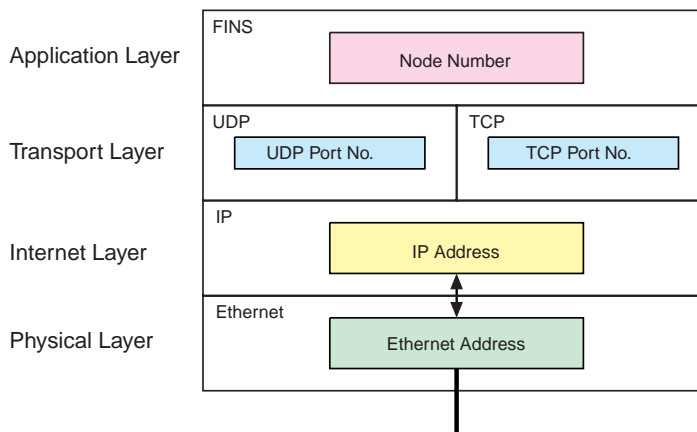 FINS
Application Layer
Node Number
UDP
TCP
Transport Layer
UDP Port No.
TCP Port No.
IP
Internet Layer
IP Address
Ethernet
Physical Layer
Ethernet Address